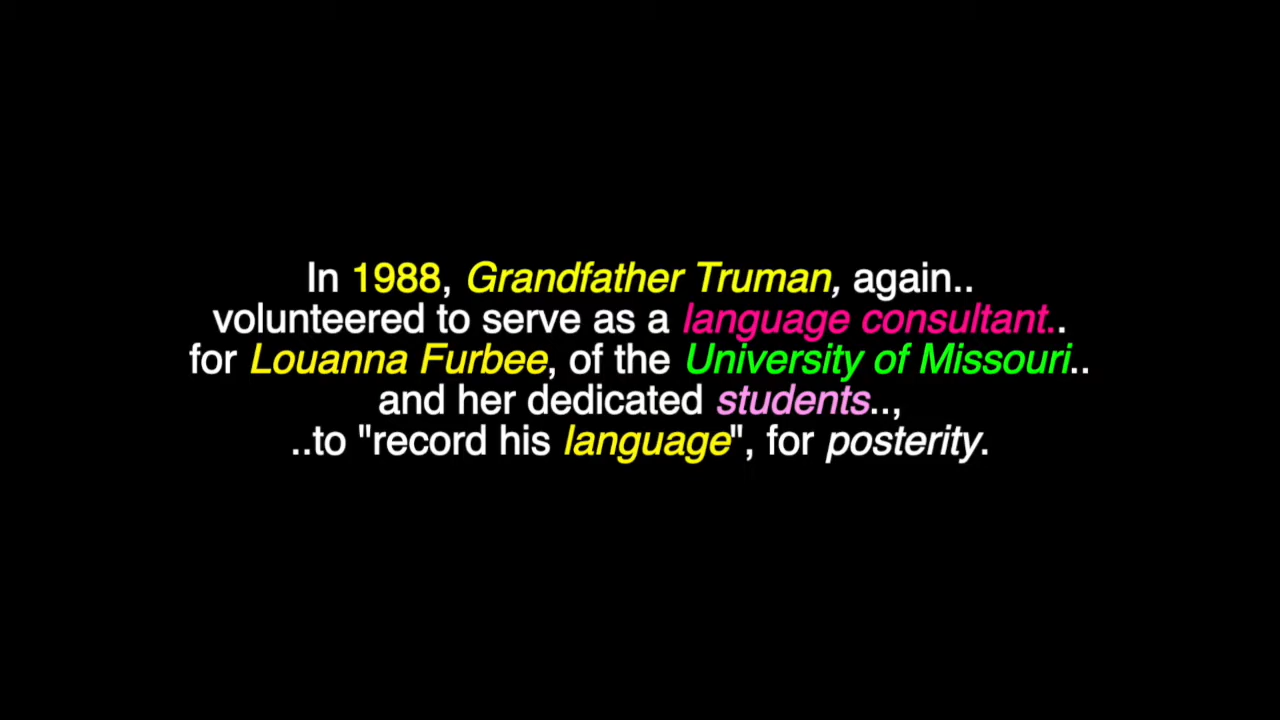 In 1988, Grandfather Truman, again..
volunteered to serve as a language consultant..
for Louanna Furbee, of the University of Missouri..
and her dedicated students..,
..to "record his language", for posterity.